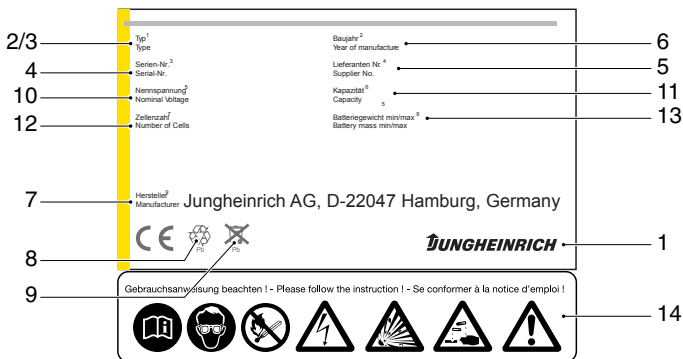 2/3 Typ¹ Baujahr² 6
Type Year of manufacture
4 Serien-Nr.³ Lieferanten Nr.⁴ 5
Serial-Nr. Supplier No.
10 Nennspannung⁵ Kapazität⁶ 11
Nominal Voltage Capacity 5
12 Zellenzahl⁷ Batteriegewicht min/max⁸ 13
Number of Cells Battery mass min/max
7 Hersteller⁹
Manufacturer Jungheinrich AG, D-22047 Hamburg, Germany
CE Pb Pb JUNGHEINRICH 1
8
9
Gebrauchsanweisung beachten ! - Please follow the instruction ! - Se conformer à la notice d'emploi !
14